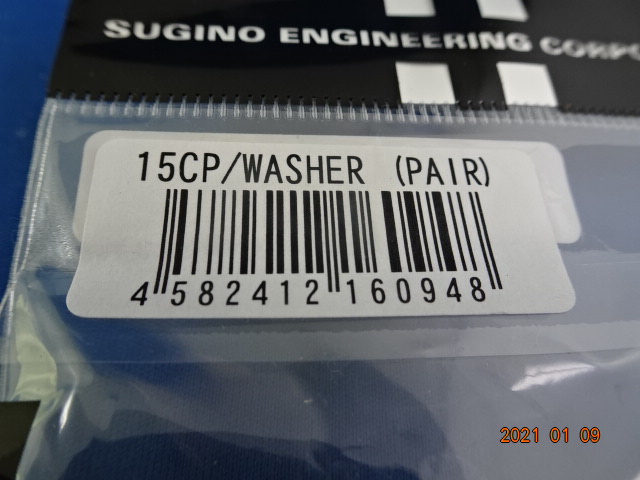 SUGINO ENGINEERING CORPO
15CP/WASHER (PAIR)
4 582412 160948
2021 01 09